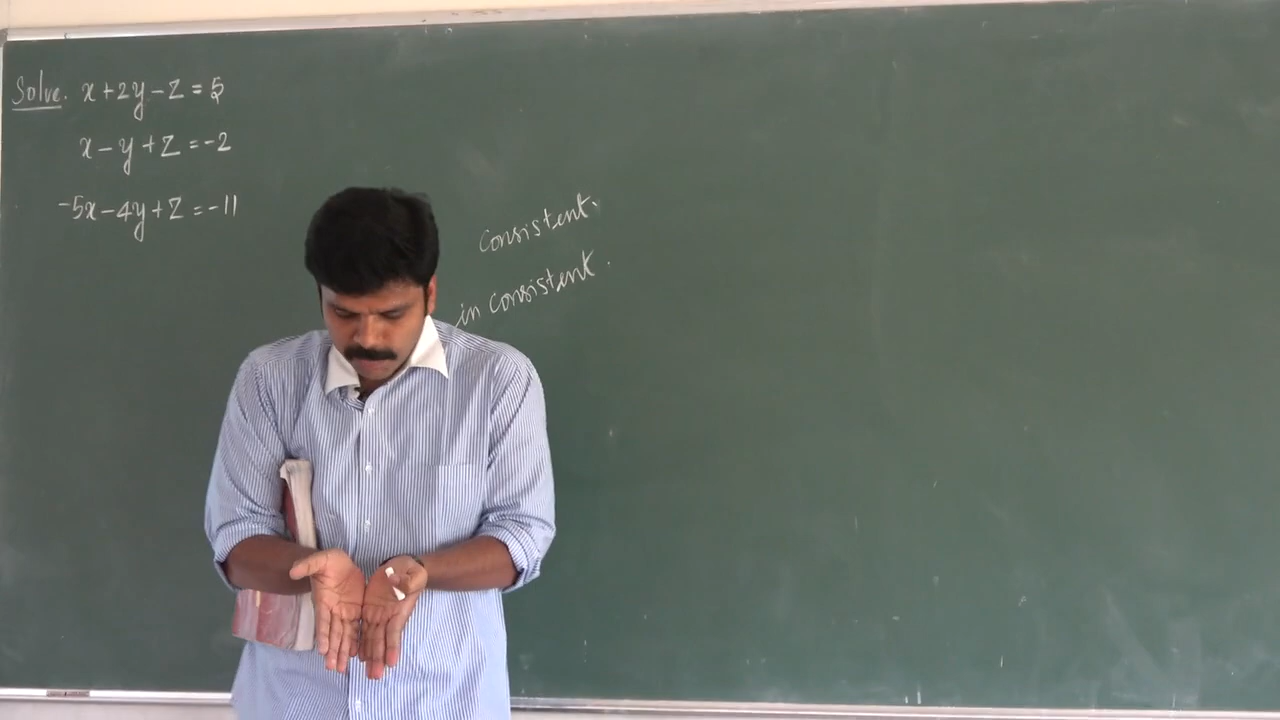 Solve. x+2y-z=5
x-y+z=-2
-5x-4y+z=-11
Consistent.
in consistent.